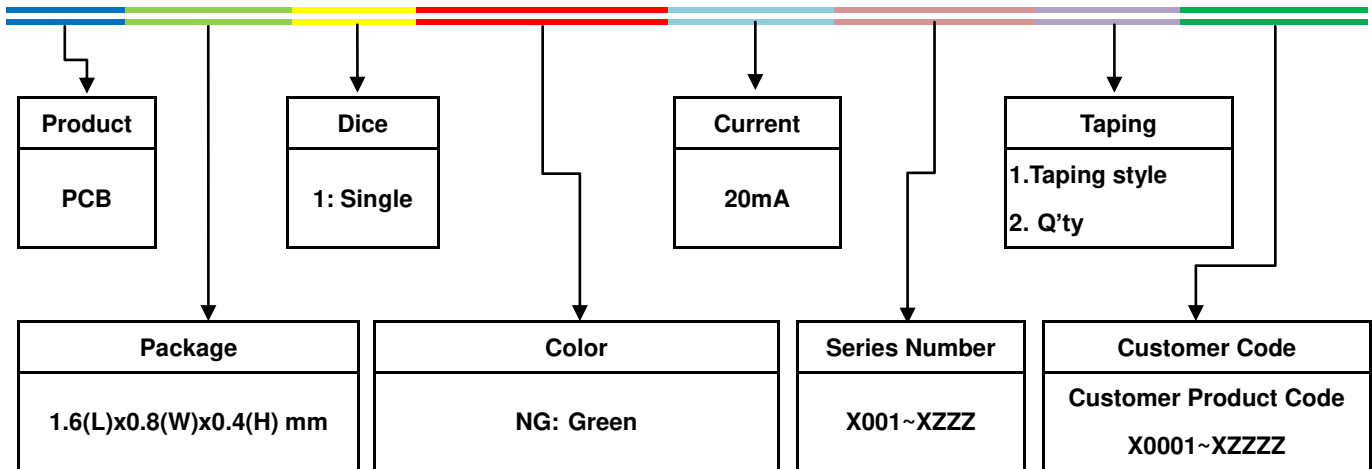 Product
PCB
Dice
1: Single
Current
20mA
Taping
1.Taping style
2. Q’ty
Package
1.6(L)x0.8(W)x0.4(H) mm
Color
NG: Green
Series Number
X001~XZZZ
Customer Code
Customer Product Code
X0001~XZZZZ